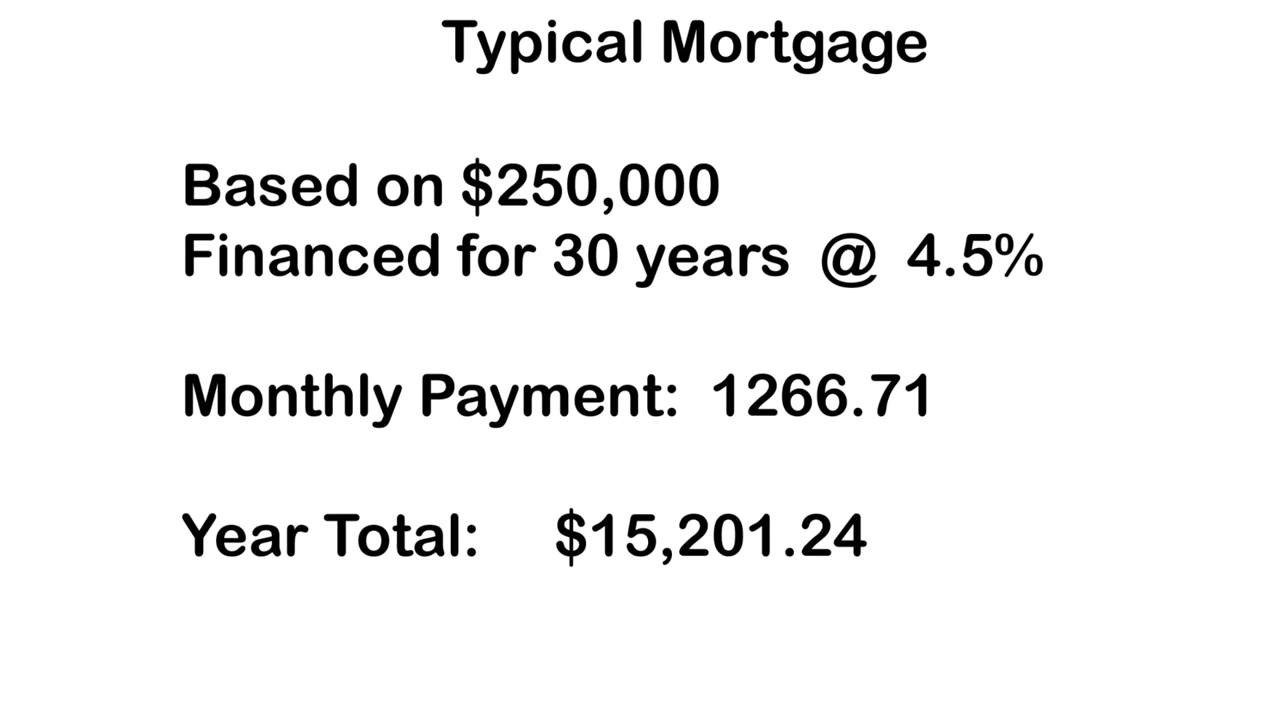 Typical Mortgage
Based on $250,000
Financed for 30 years @ 4.5%
Monthly Payment: 1266.71
Year Total: $15,201.24